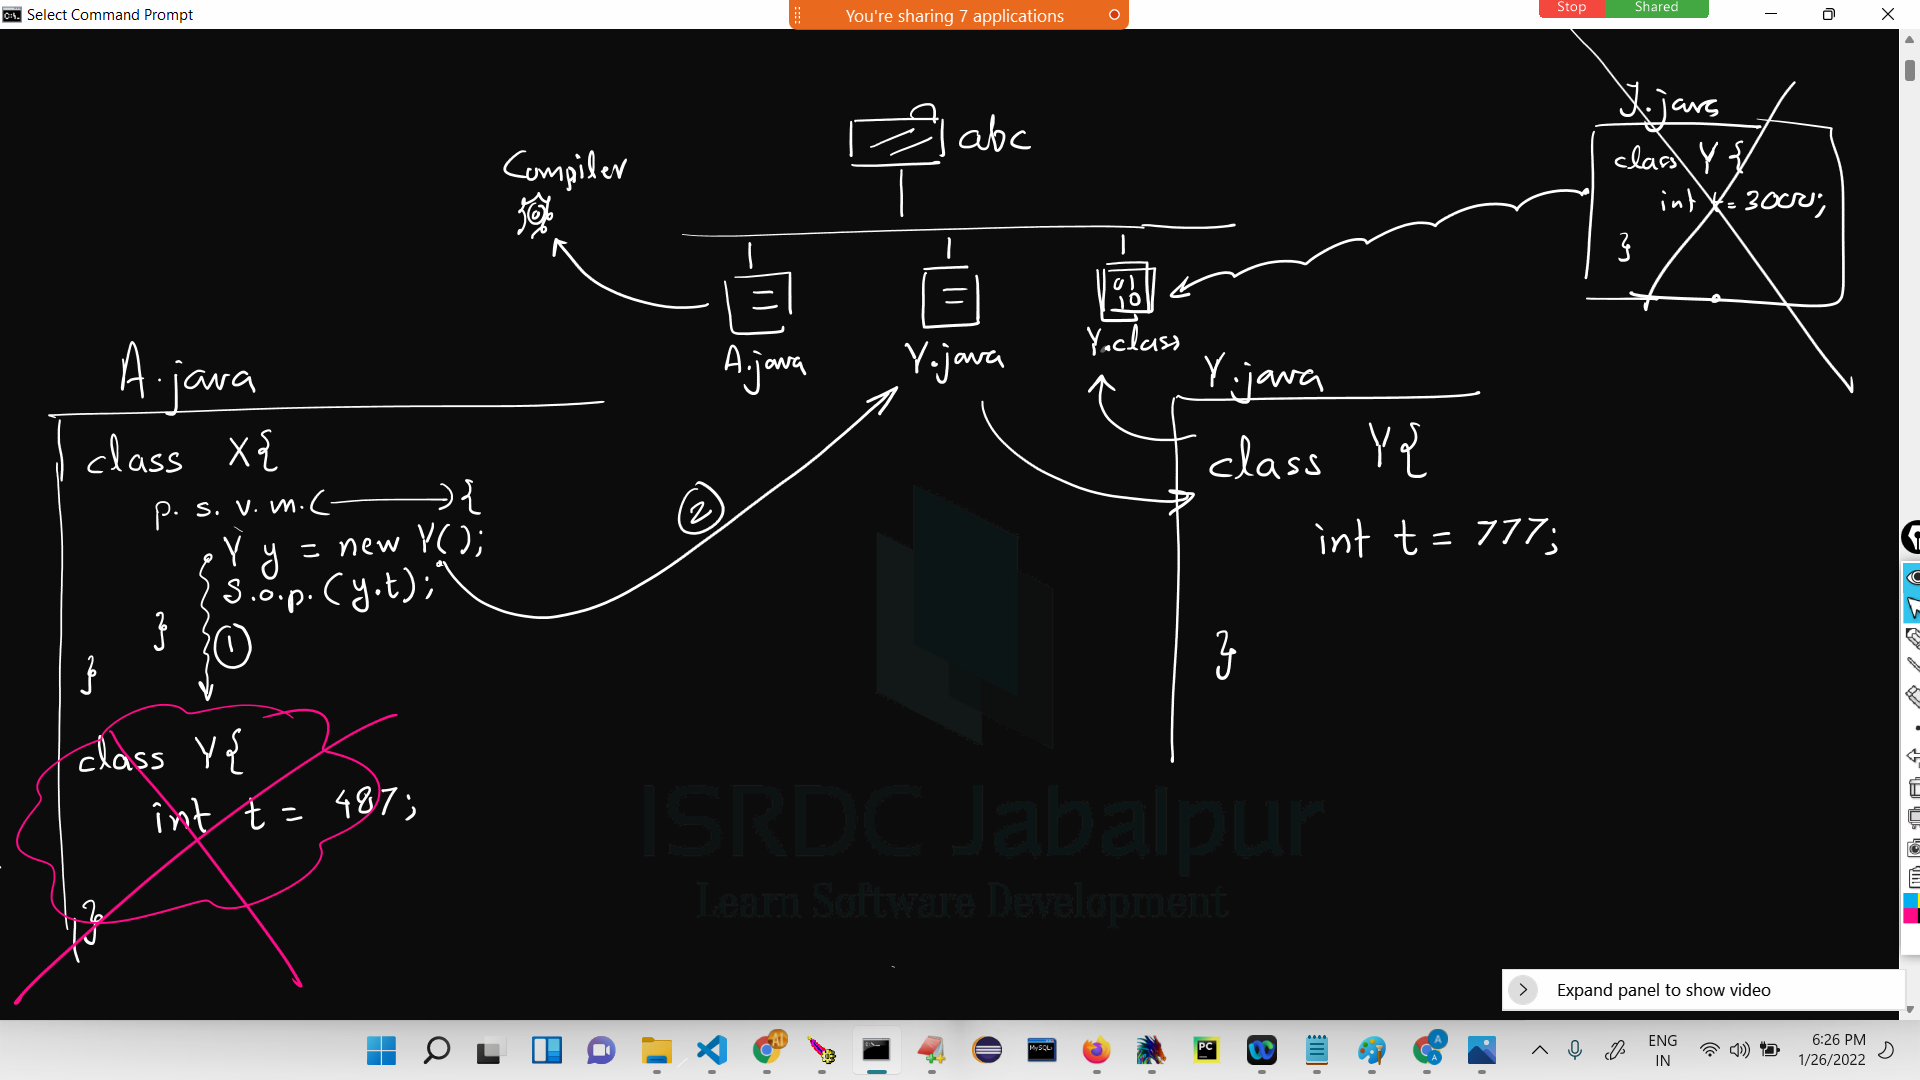 Select Command Prompt
You're sharing 7 applications
Stop
Shared
J.java
class Y {
int t = 3000;
}
abc
Compiler
01
10
A.java
Y.java
Y.class
A.java
class X{
p. s. v. m. ( ){
Y y = new Y();
S.o.p. (y.t);
}
1
}
class Y{
int t = 487;
}
2
Y.java
class Y{
int t = 777;
}
ISRDC Jabalpur
Learn Software Development
Expand panel to show video
ENG
IN
6:26 PM
1/26/2022